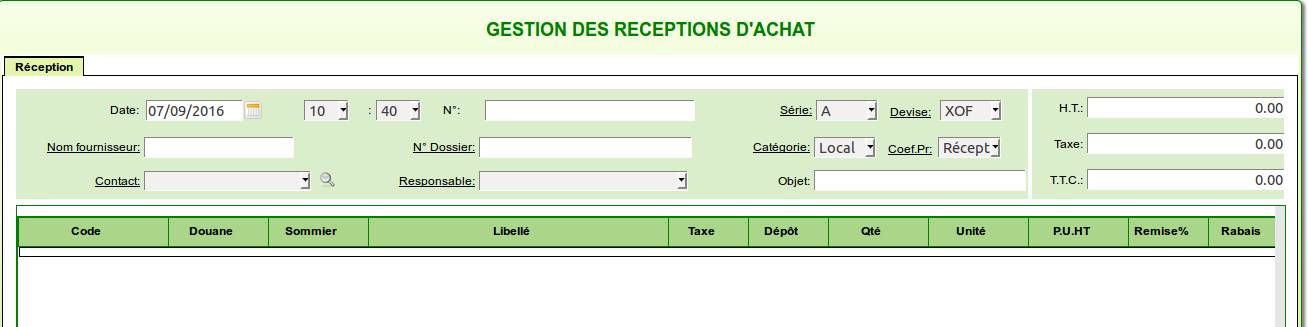 GESTION DES RECEPTIONS D'ACHAT
Réception
Date: 07/09/2016 10 : 40 N°: Série: A Devise: XOF H.T.: 0.00
Nom fournisseur: N° Dossier: Catégorie: Local Coef.Pr: Récept Taxe: 0.00
Contact: Responsable: Objet: T.T.C.: 0.00
Code Douane Sommier Libellé Taxe Dépôt Qté Unité P.U.HT Remise% Rabais